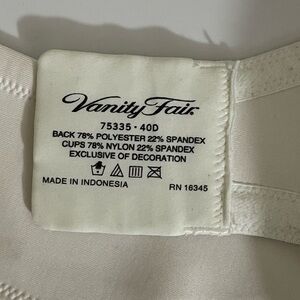 Vanity Fair
75335 · 40D
BACK 78% POLYESTER 22% SPANDEX
CUPS 78% NYLON 22% SPANDEX
EXCLUSIVE OF DECORATION
MADE IN INDONESIA RN 16345